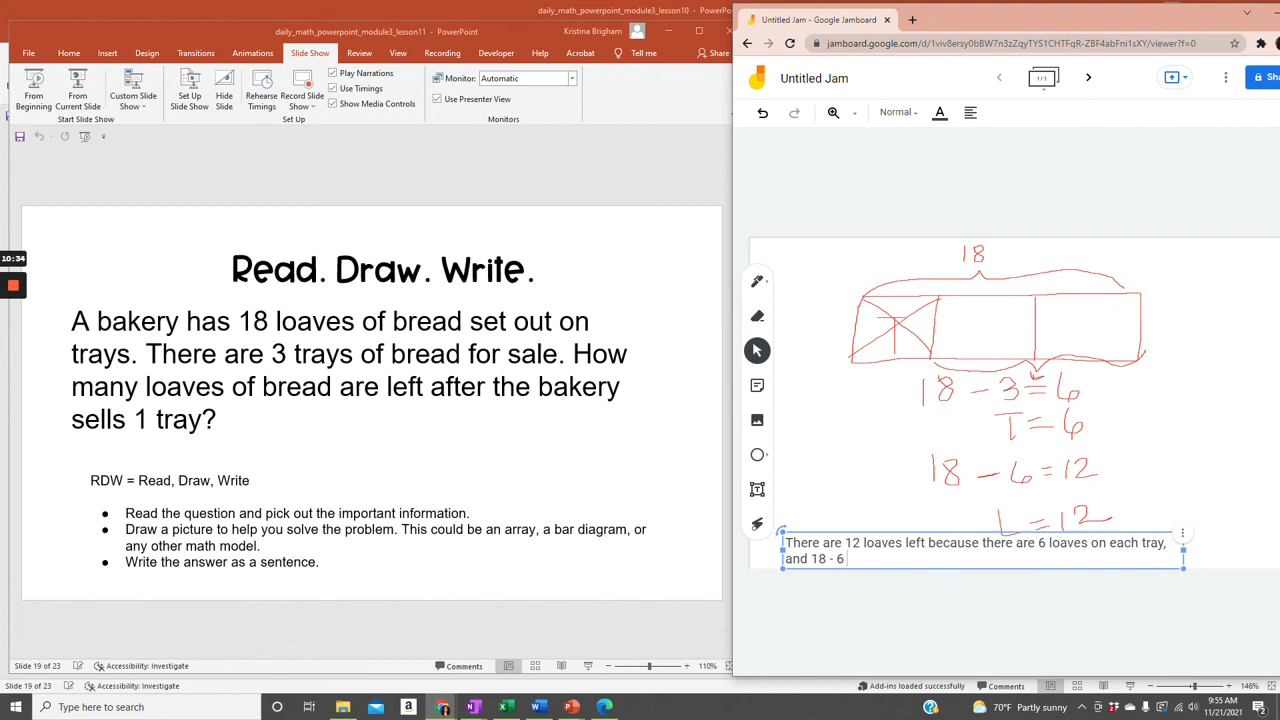 daily_math_powerpoint_module3_lesson10 - PowerPoint
daily_math_powerpoint_module3_lesson11 - PowerPoint
Kristina Brigham
File Home Insert Design Transitions Animations Slide Show Review View Recording Developer Help Acrobat Tell me Share
From Beginning
From Current Slide
Custom Slide Show
Set Up Slide Show
Hide Slide
Rehearse Timings
Record Slide Show
Play Narrations
Use Timings
Show Media Controls
Monitor: Automatic
Use Presenter View
Start Slide Show
Set Up
Monitors
10:34
Read. Draw. Write.
A bakery has 18 loaves of bread set out on
trays. There are 3 trays of bread for sale. How
many loaves of bread are left after the bakery
sells 1 tray?
RDW = Read, Draw, Write
● Read the question and pick out the important information.
● Draw a picture to help you solve the problem. This could be an array, a bar diagram, or
any other math model.
● Write the answer as a sentence.
Slide 19 of 23 Accessibility: Investigate Comments 110%
Slide 19 of 23 Accessibility: Investigate
Untitled Jam - Google Jamboard
Untitled Jam
1/1
Normal
18
T
18 - 3 = 6
T = 6
18 - 6 = 12
L = 12
There are 12 loaves left because there are 6 loaves on each tray,
and 18 - 6
Add-ins loaded successfully Comments 146%
Type here to search
70°F Sunny
9:55 AM
11/21/2021